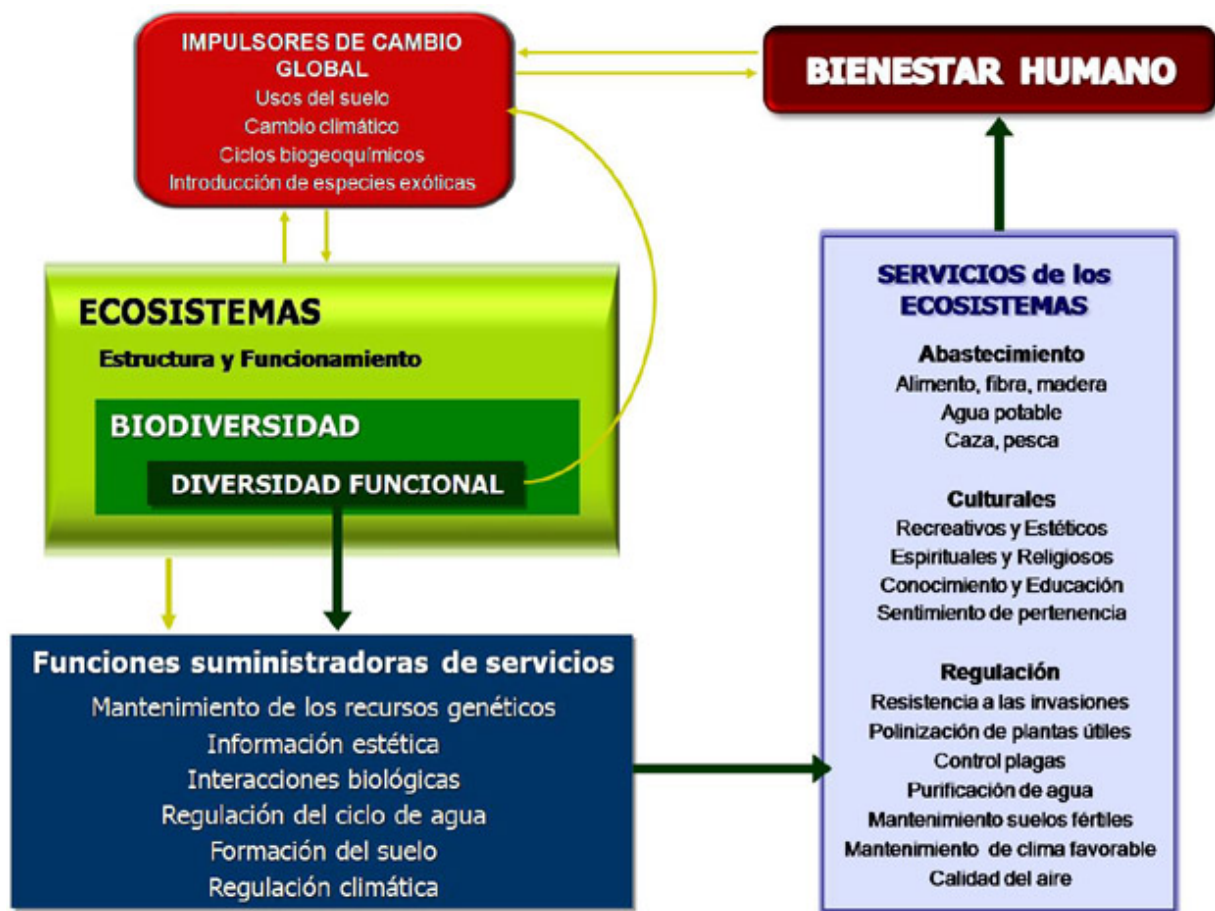 IMPULSORES DE CAMBIO
GLOBAL
Usos del suelo
Cambio climático
Ciclos biogeoquímicos
Introducción de especies exóticas
BIENESTAR HUMANO
ECOSISTEMAS
Estructura y Funcionamiento
BIODIVERSIDAD
DIVERSIDAD FUNCIONAL
Funciones suministradoras de servicios
Mantenimiento de los recursos genéticos
Información estética
Interacciones biológicas
Regulación del ciclo de agua
Formación del suelo
Regulación climática
SERVICIOS de los
ECOSISTEMAS
Abastecimiento
Alimento, fibra, madera
Agua potable
Caza, pesca
Culturales
Recreativos y Estéticos
Espirituales y Religiosos
Conocimiento y Educación
Sentimiento de pertenencia
Regulación
Resistencia a las invasiones
Polinización de plantas útiles
Control plagas
Purificación de agua
Mantenimiento suelos fértiles
Mantenimiento de clima favorable
Calidad del aire